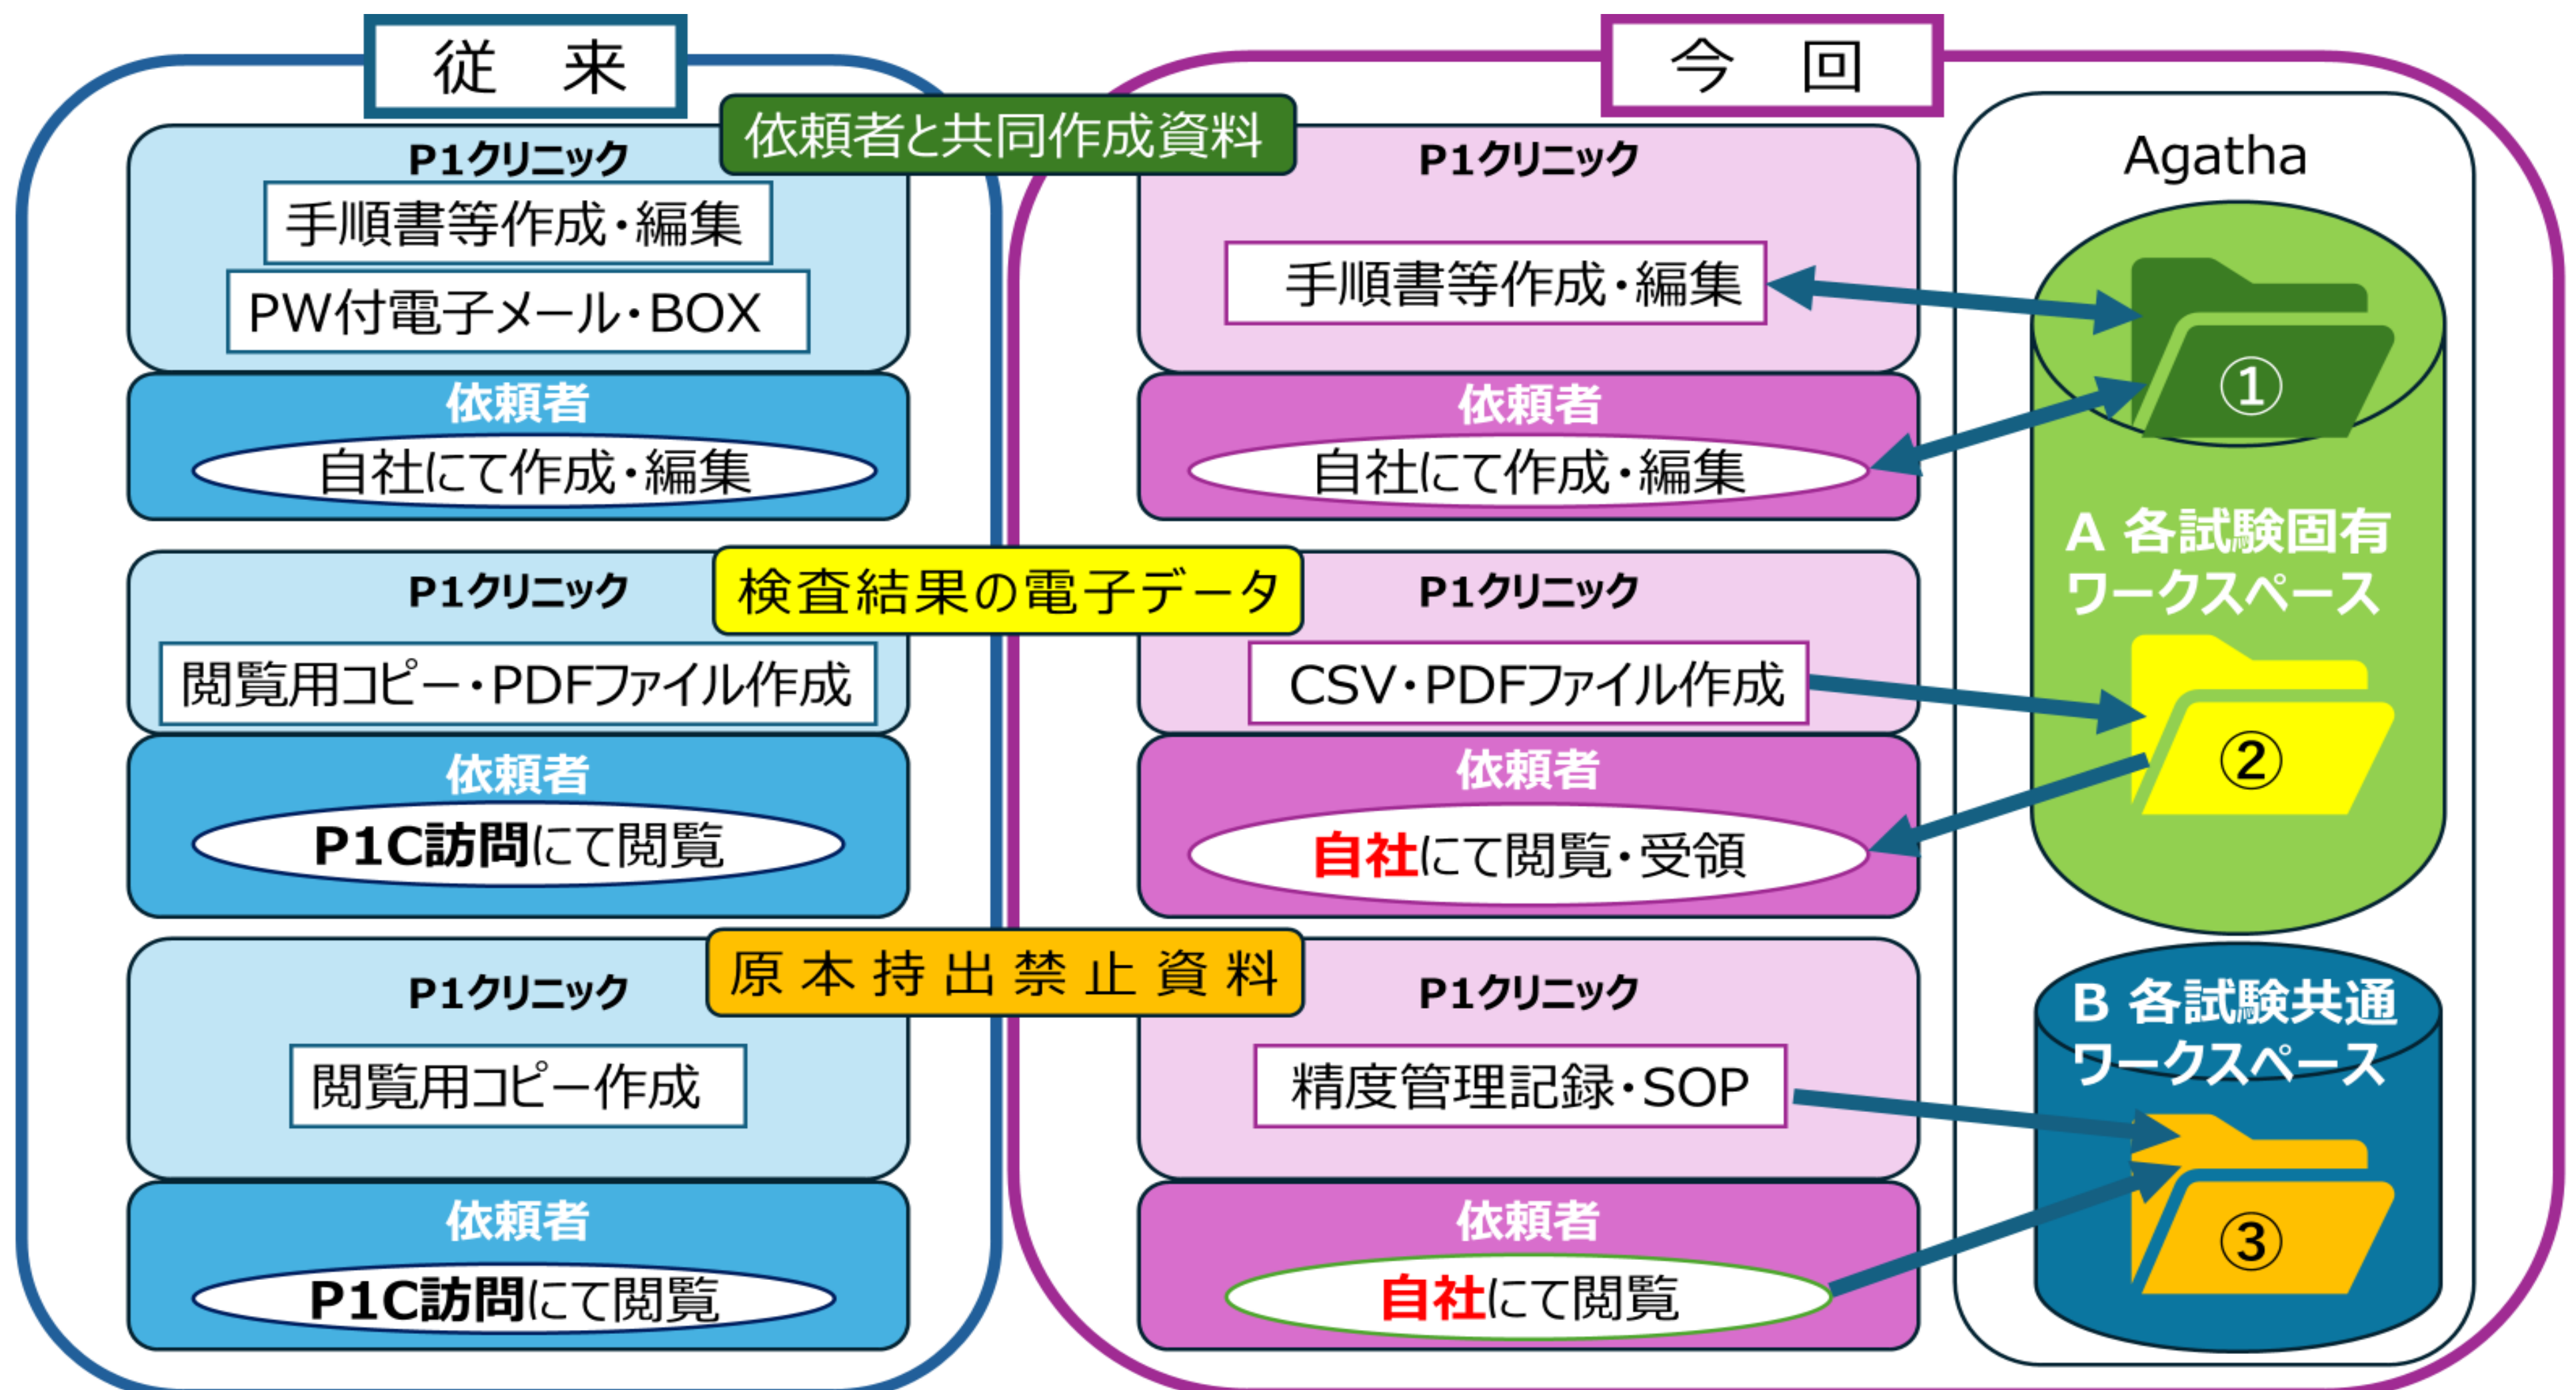 従 来
今 回
依頼者と共同作成資料
P1クリニック
手順書等作成・編集
PW付電子メール・BOX
依頼者
自社にて作成・編集
P1クリニック
手順書等作成・編集
依頼者
自社にて作成・編集
検査結果の電子データ
P1クリニック
閲覧用コピー・PDFファイル作成
依頼者
P1C訪問にて閲覧
P1クリニック
CSV・PDFファイル作成
依頼者
自社にて閲覧・受領
原本持出禁止資料
P1クリニック
閲覧用コピー作成
依頼者
P1C訪問にて閲覧
P1クリニック
精度管理記録・SOP
依頼者
自社にて閲覧
Agatha
①
A 各試験固有
ワークスペース
②
B 各試験共通
ワークスペース
③